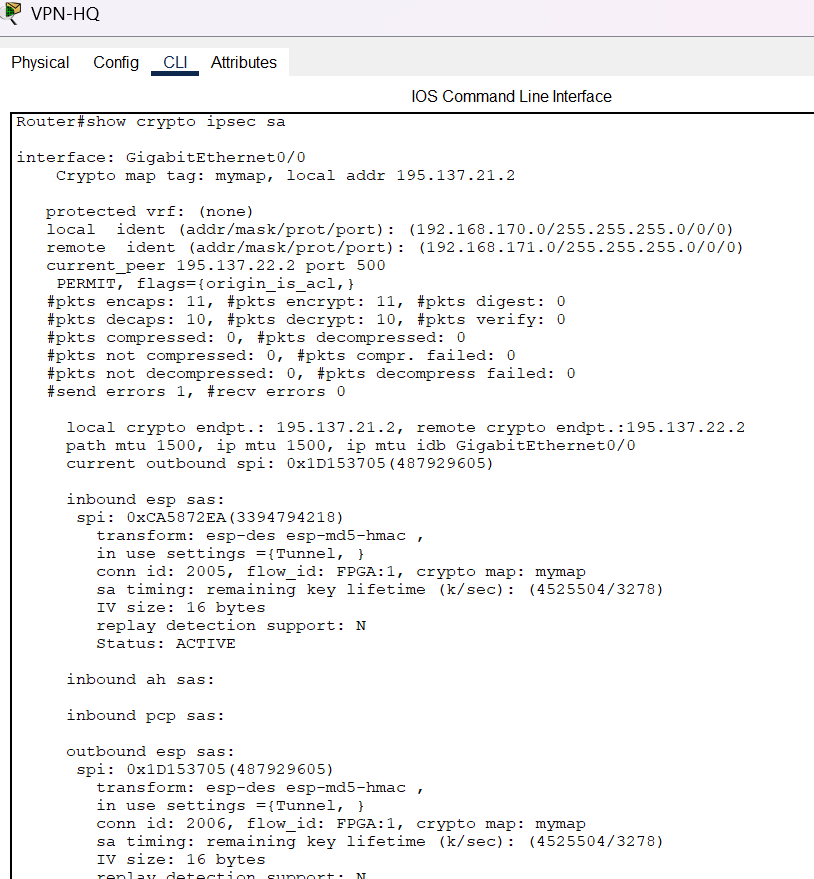 VPN-HQ
Physical Config CLI Attributes
IOS Command Line Interface
Router#show crypto ipsec sa
interface: GigabitEthernet0/0
Crypto map tag: mymap, local addr 195.137.21.2
protected vrf: (none)
local ident (addr/mask/prot/port): (192.168.170.0/255.255.255.0/0/0)
remote ident (addr/mask/prot/port): (192.168.171.0/255.255.255.0/0/0)
current_peer 195.137.22.2 port 500
PERMIT, flags={origin_is_acl,}
#pkts encaps: 11, #pkts encrypt: 11, #pkts digest: 0
#pkts decaps: 10, #pkts decrypt: 10, #pkts verify: 0
#pkts compressed: 0, #pkts decompressed: 0
#pkts not compressed: 0, #pkts compr. failed: 0
#pkts not decompressed: 0, #pkts decompress failed: 0
#send errors 1, #recv errors 0
local crypto endpt.: 195.137.21.2, remote crypto endpt.:195.137.22.2
path mtu 1500, ip mtu 1500, ip mtu idb GigabitEthernet0/0
current outbound spi: 0x1D153705(487929605)
inbound esp sas:
spi: 0xCA5872EA(3394794218)
transform: esp-des esp-md5-hmac ,
in use settings ={Tunnel, }
conn id: 2005, flow_id: FPGA:1, crypto map: mymap
sa timing: remaining key lifetime (k/sec): (4525504/3278)
IV size: 16 bytes
replay detection support: N
Status: ACTIVE
inbound ah sas:
inbound pcp sas:
outbound esp sas:
spi: 0x1D153705(487929605)
transform: esp-des esp-md5-hmac ,
in use settings ={Tunnel, }
conn id: 2006, flow_id: FPGA:1, crypto map: mymap
sa timing: remaining key lifetime (k/sec): (4525504/3278)
IV size: 16 bytes
replay detection support: N